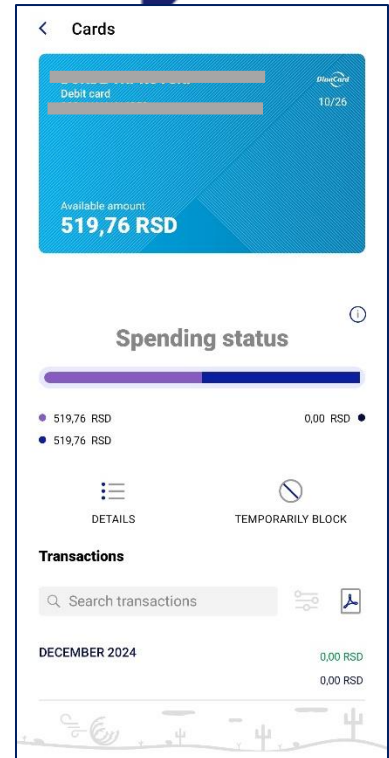 Cards
Debit card
DinaCard
10/26
Available amount
519,76 RSD
Spending status
519,76 RSD
0,00 RSD
519,76 RSD
DETAILS
TEMPORARILY BLOCK
Transactions
Search transactions
DECEMBER 2024
0,00 RSD
0,00 RSD